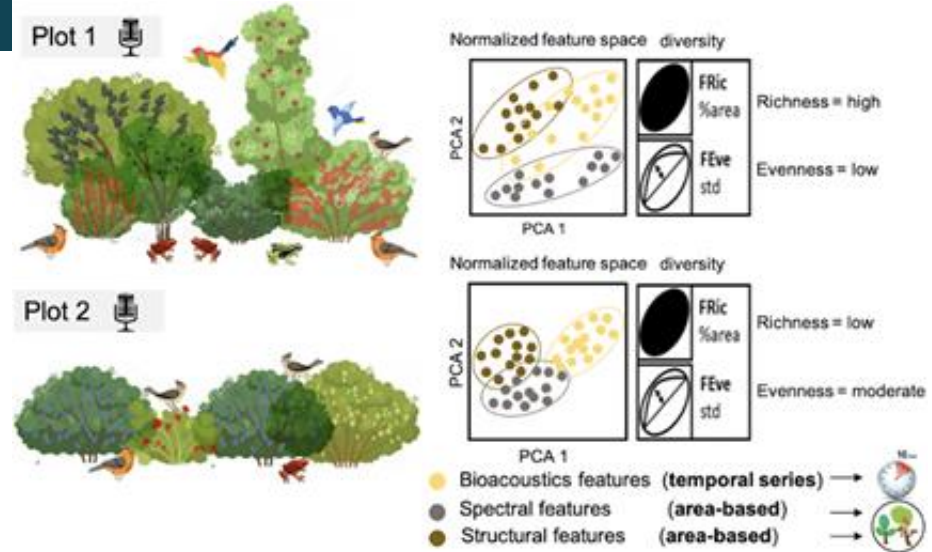 Plot 1
Normalized feature space diversity
PCA 2
FRic
%area
Richness = high
FEve
std
Evenness = low
PCA 1
Plot 2
Normalized feature space diversity
PCA 2
FRic
%area
Richness = low
FEve
std
Evenness = moderate
PCA 1
Bioacoustics features (temporal series)
Spectral features (area-based)
Structural features (area-based)